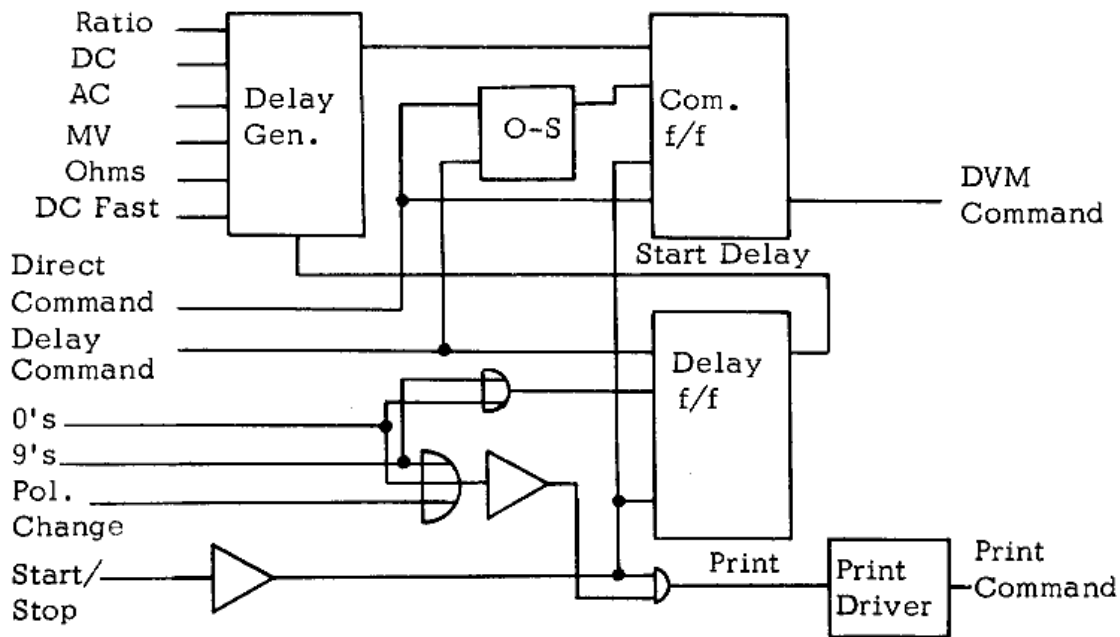 Ratio
DC
AC
MV
Ohms
DC Fast
Delay
Gen.
O-S
Com.
f/f
DVM
Command
Start Delay
Direct
Command
Delay
Command
Delay
f/f
0's
9's
Pol.
Change
Start/
Stop
Print
Print
Driver
Print
Command